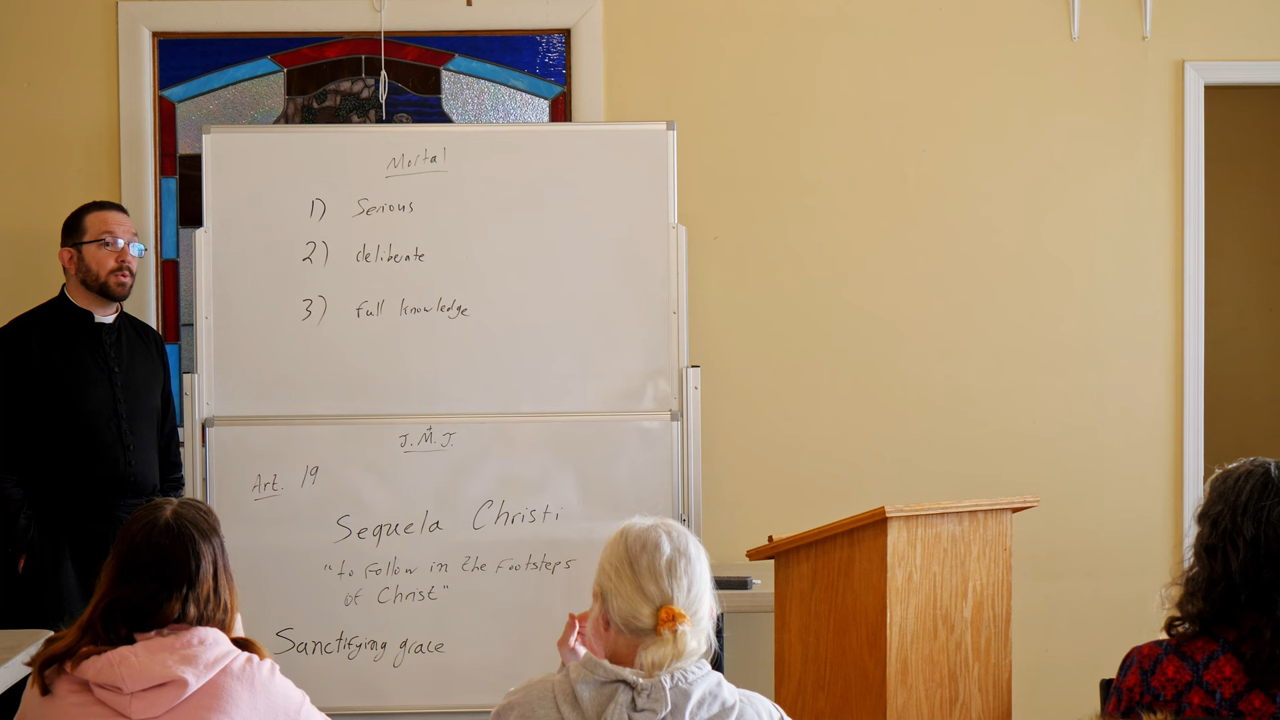 Mortal
1) Serious
2) deliberate
3) full knowledge
J.M.J.
Art. 19
Sequela Christi
"to follow in the footsteps
of Christ"
Sanctifying grace